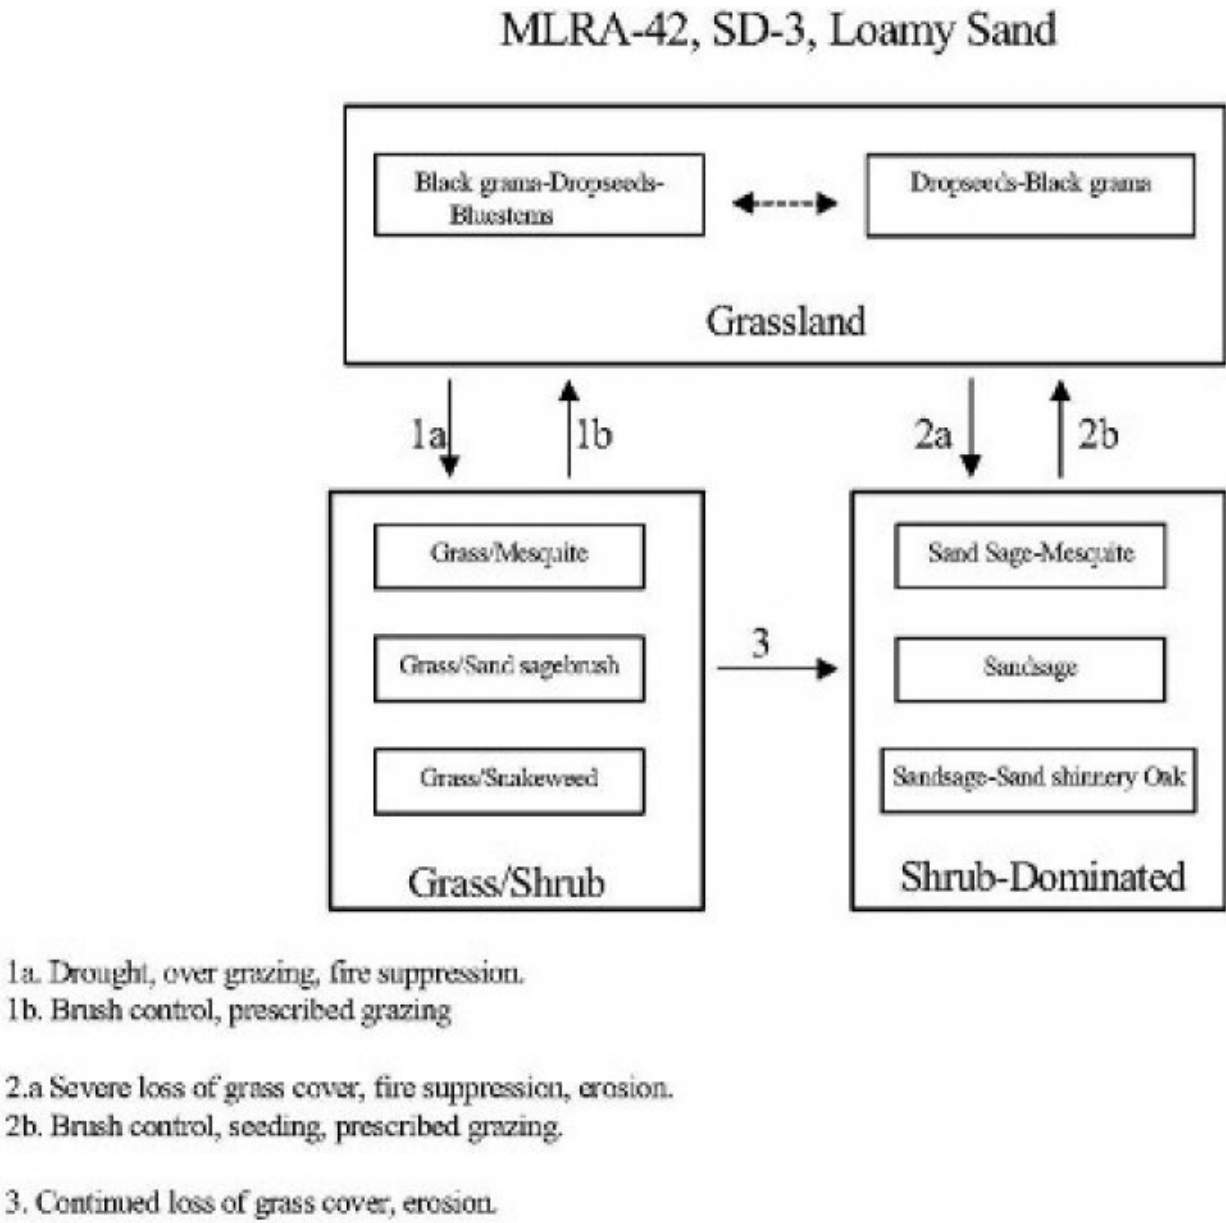 MLRA-42, SD-3, Loamy Sand
Black grama-Dropseeds-
Bluestems
Dropseeds-Black grama
Grassland
1a
1b
2a
2b
Grass/Mesquite
Grass/Sand sagebrush
Grass/Snakeweed
Grass/Shrub
3
Sand Sage-Mesquite
Sandsage
Sandsage-Sand shinnery Oak
Shrub-Dominated
1a. Drought, over grazing, fire suppression.
1b. Brush control, prescribed grazing
2.a Severe loss of grass cover, fire suppression, erosion.
2b. Brush control, seeding, prescribed grazing.
3. Continued loss of grass cover, erosion.